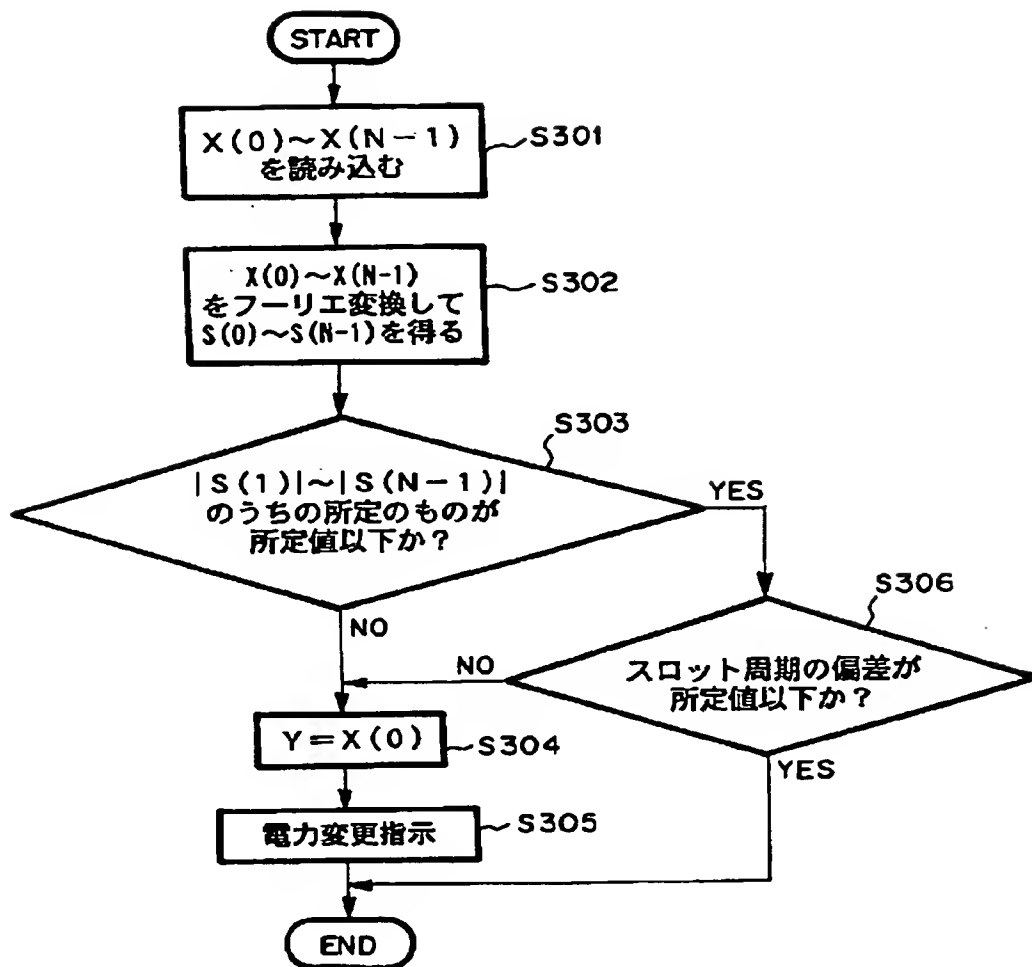 START
X(0)～X(N－1)
を読み込む
S301
X(0)～X(N-1)
をフーリエ変換して
S(0)～S(N-1)を得る
S302
|S(1)|～|S(N－1)|
のうちの所定のものが
所定値以下か？
S303
YES
NO
スロット周期の偏差が
所定値以下か？
S306
NO
YES
Y＝X(0)
S304
電力変更指示
S305
END